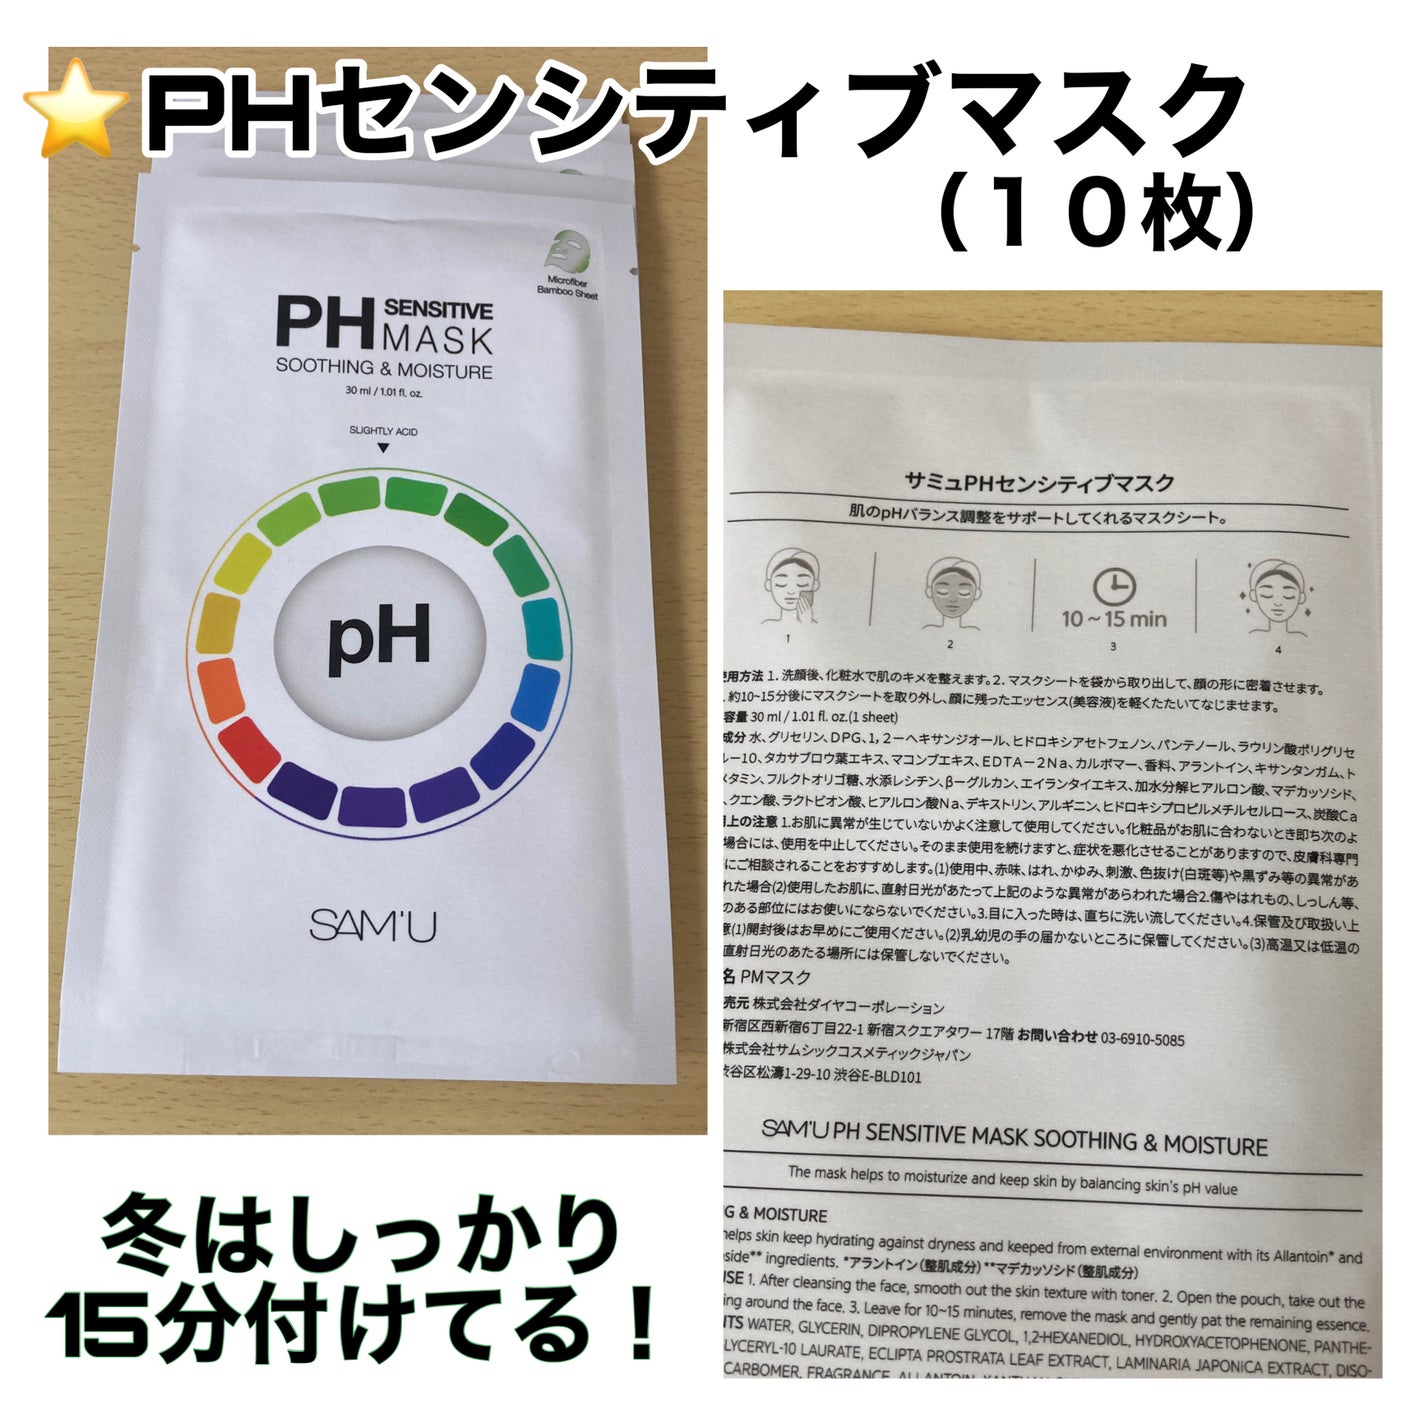 PHセンシティブマスク
（１０枚）
Microfiber
Bamboo Sheet
PH SENSITIVE
MASK
SOOTHING & MOISTURE
30 ml / 1.01 fl. oz.
SLIGHTLY ACID
pH
SAM'U
冬はしっかり
15分付けてる！
サミュPHセンシティブマスク
肌のpHバランス調整をサポートしてくれるマスクシート。
10~15 min
1
2
3
4
用方法 1. 洗顔後、化粧水で肌のキメを整えます。2. マスクシートを袋から取り出して、顔の形に密着させます。
. 約10~15分後にマスクシートを取り外し、顔に残ったエッセンス(美容液)を軽くたたいてなじませます。
容量 30 ml / 1.01 fl. oz.(1 sheet)
成分 水、グリセリン、DPG、1,2-ヘキサンジオール、ヒドロキシアセトフェノン、パンテノール、ラウリン酸ポリグリセ
ルー10、タカサブロウ葉エキス、マコンブエキス、EDTA-2Na、カルボマー、香料、アラントイン、キサンタンガム、ト
メタミン、フルクトオリゴ糖、水添レシチン、β-グルカン、エイランタイエキス、加水分解ヒアルロン酸、マデカッソシド、
、クエン酸、ラクトビオン酸、ヒアルロン酸Na、デキストリン、アルギニン、ヒドロキシプロピルメチルセルロース、炭酸Ca
上の注意 1.お肌に異常が生じていないかよく注意して使用してください。化粧品がお肌に合わないとき即ち次のよ
場合には、使用を中止してください。そのまま使用を続けますと、症状を悪化させることがありますので、皮膚科専門
にご相談されることをおすすめします。(1)使用中、赤味、はれ、かゆみ、刺激、色抜け(白斑等)や黒ずみ等の異常があ
れた場合(2)使用したお肌に、直射日光があたって上記のような異常があらわれた場合2.傷やはれもの、しっしん等、
のある部位にはお使いにならないでください。3.目に入った時は、直ちに洗い流してください。4.保管及び取扱い上
意(1)開封後はお早めにご使用ください。(2)乳幼児の手の届かないところに保管してください。(3)高温又は低温の
直射日光のあたる場所には保管しないでください。
名 PMマスク
売元 株式会社ダイヤコーポレーション
新宿区西新宿6丁目22-1 新宿スクエアタワー 17階 お問い合わせ 03-6910-5085
株式会社サムシックコスメティックジャパン
渋谷区松濤1-29-10 渋谷E-BLD101
SAM'U PH SENSITIVE MASK SOOTHING & MOISTURE
The mask helps to moisturize and keep skin by balancing skin's pH value
G & MOISTURE
helps skin keep hydrating against dryness and keeped from external environment with its Allantoin* and
side** ingredients. *アラントイン(整肌成分) **マデカッソシド(整肌成分)
USE 1. After cleansing the face, smooth out the skin texture with toner. 2. Open the pouch, take out the
ing around the face. 3. Leave for 10~15 minutes, remove the mask and gently pat the remaining essence.
TS WATER, GLYCERIN, DIPROPYLENE GLYCOL, 1,2-HEXANEDIOL, HYDROXYACETOPHENONE, PANTHE-
LYCERYL-10 LAURATE, ECLIPTA PROSTRATA LEAF EXTRACT, LAMINARIA JAPONICA EXTRACT, DISO-
CARBOMER, FRAGRANCE, ALLANTOIN,